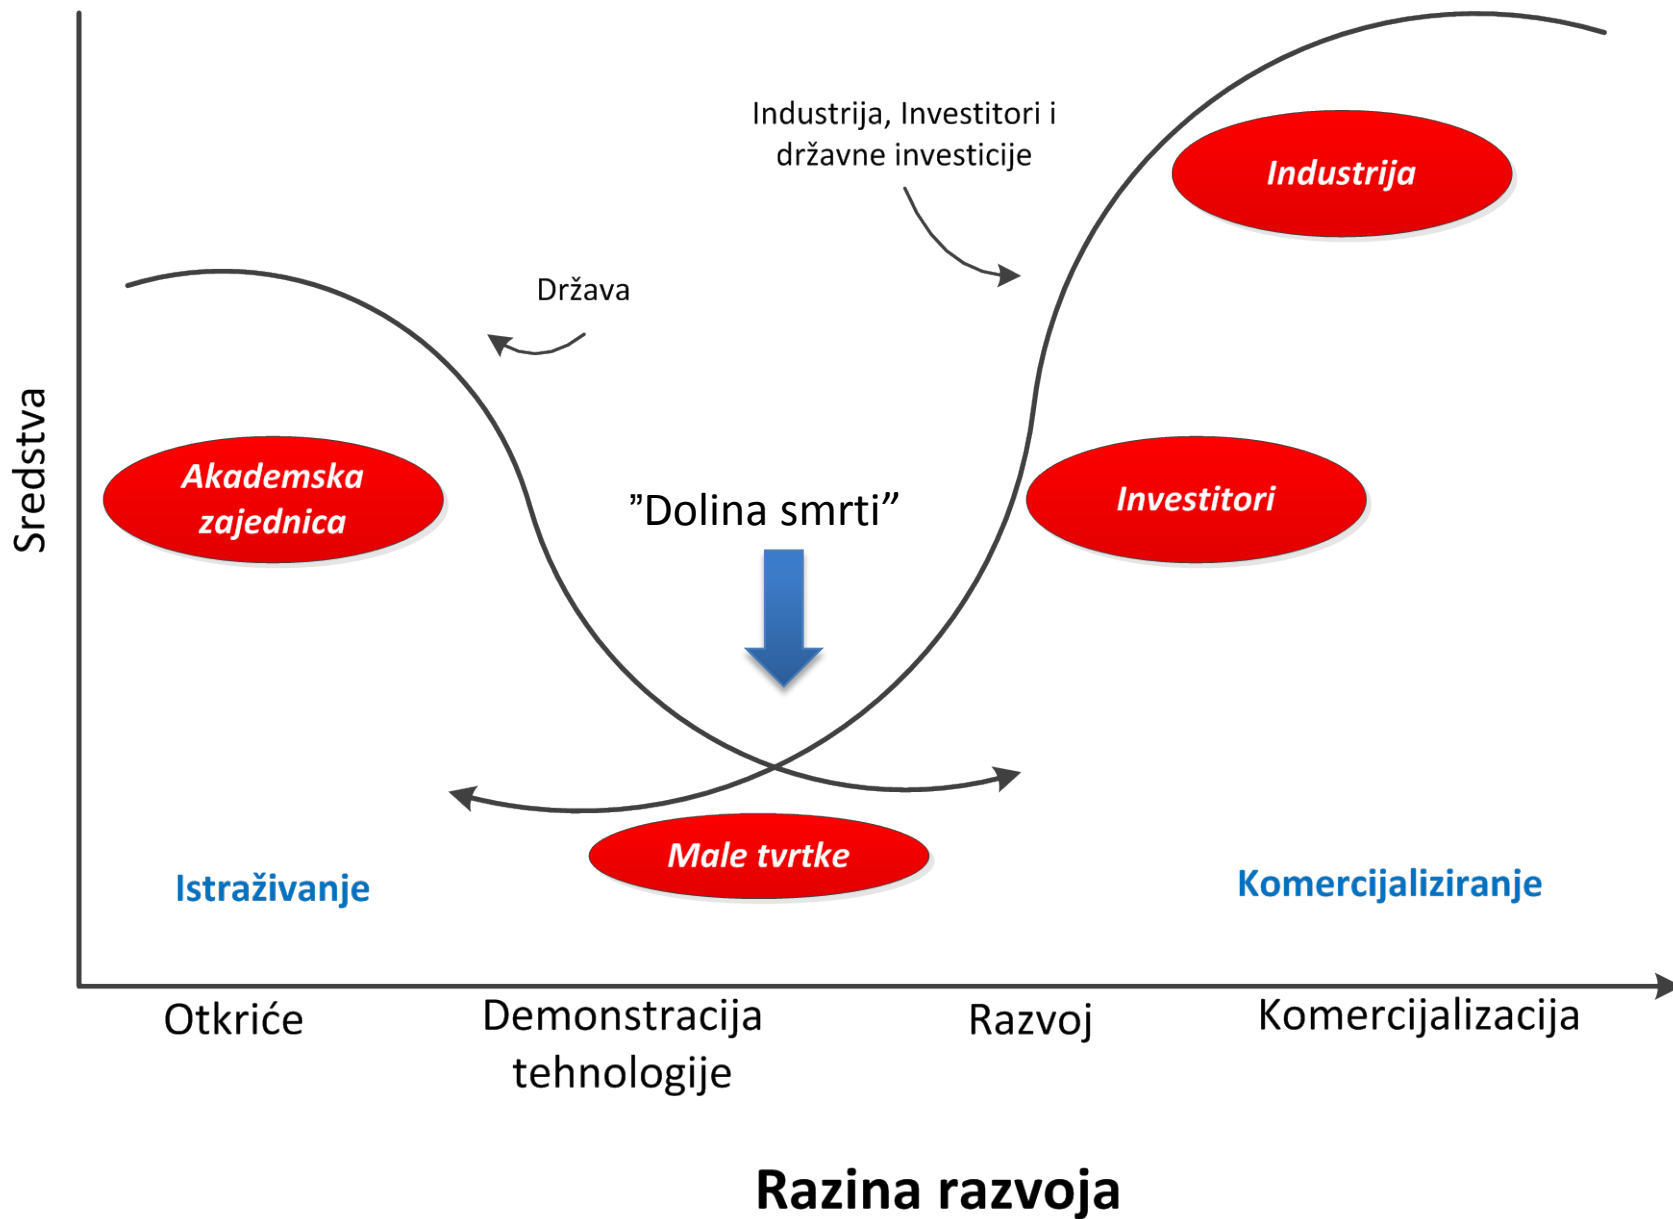 Industrija, Investitori i
državne investicije
Industrija
Država
Sredstva
Akademska
zajednica
”Dolina smrti”
Investitori
Male tvrtke
Istraživanje
Komercijaliziranje
Otkriće
Demonstracija
tehnologije
Razvoj
Komercijalizacija
Razina razvoja